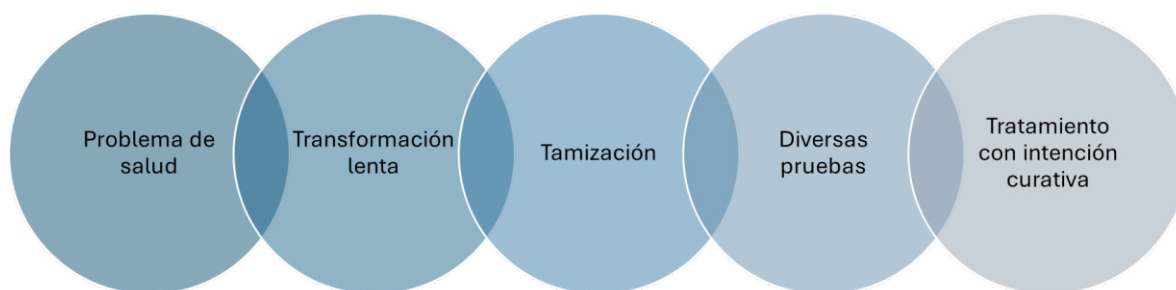 Problema de
salud
Transformación
lenta
Tamización
Diversas
pruebas
Tratamiento
con intención
curativa